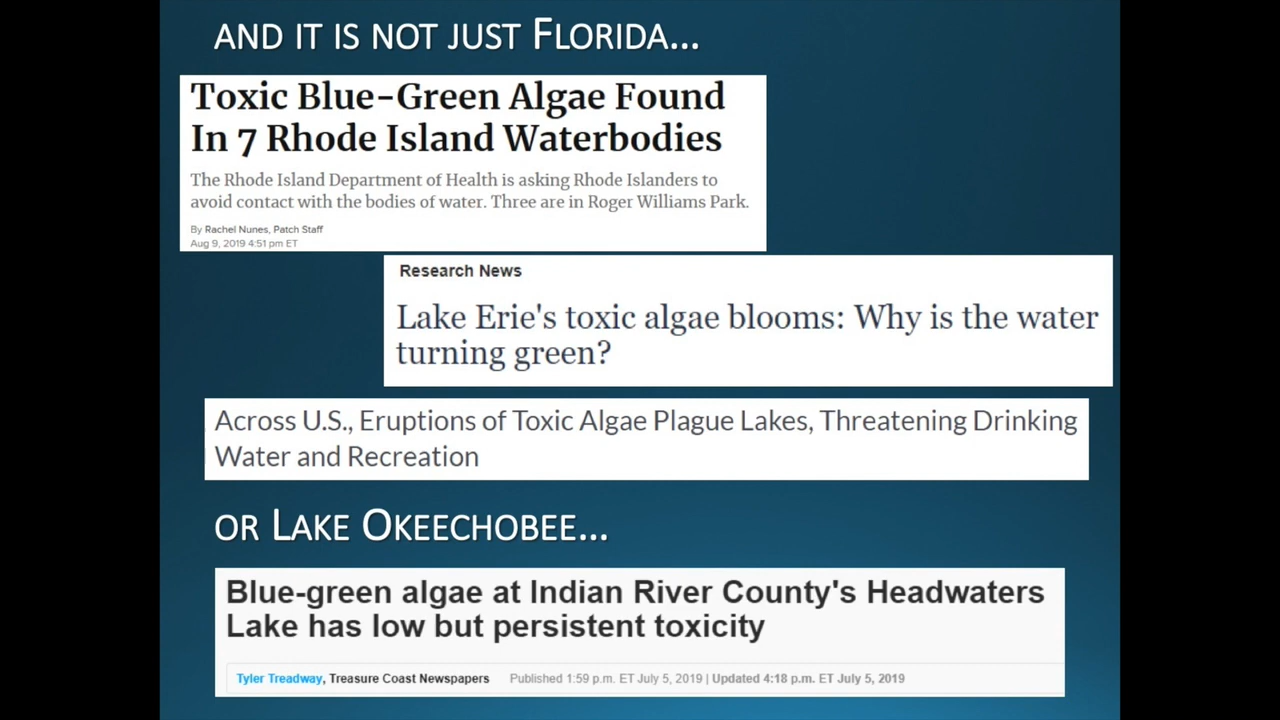 AND IT IS NOT JUST FLORIDA...
Toxic Blue-Green Algae Found
In 7 Rhode Island Waterbodies
The Rhode Island Department of Health is asking Rhode Islanders to
avoid contact with the bodies of water. Three are in Roger Williams Park.
By Rachel Nunes, Patch Staff
Aug 9, 2019 4:51 pm ET
Research News
Lake Erie's toxic algae blooms: Why is the water
turning green?
Across U.S., Eruptions of Toxic Algae Plague Lakes, Threatening Drinking
Water and Recreation
OR LAKE OKEECHOBEE...
Blue-green algae at Indian River County's Headwaters
Lake has low but persistent toxicity
Tyler Treadway, Treasure Coast Newspapers Published 1:59 p.m. ET July 5, 2019 | Updated 4:18 p.m. ET July 5, 2019